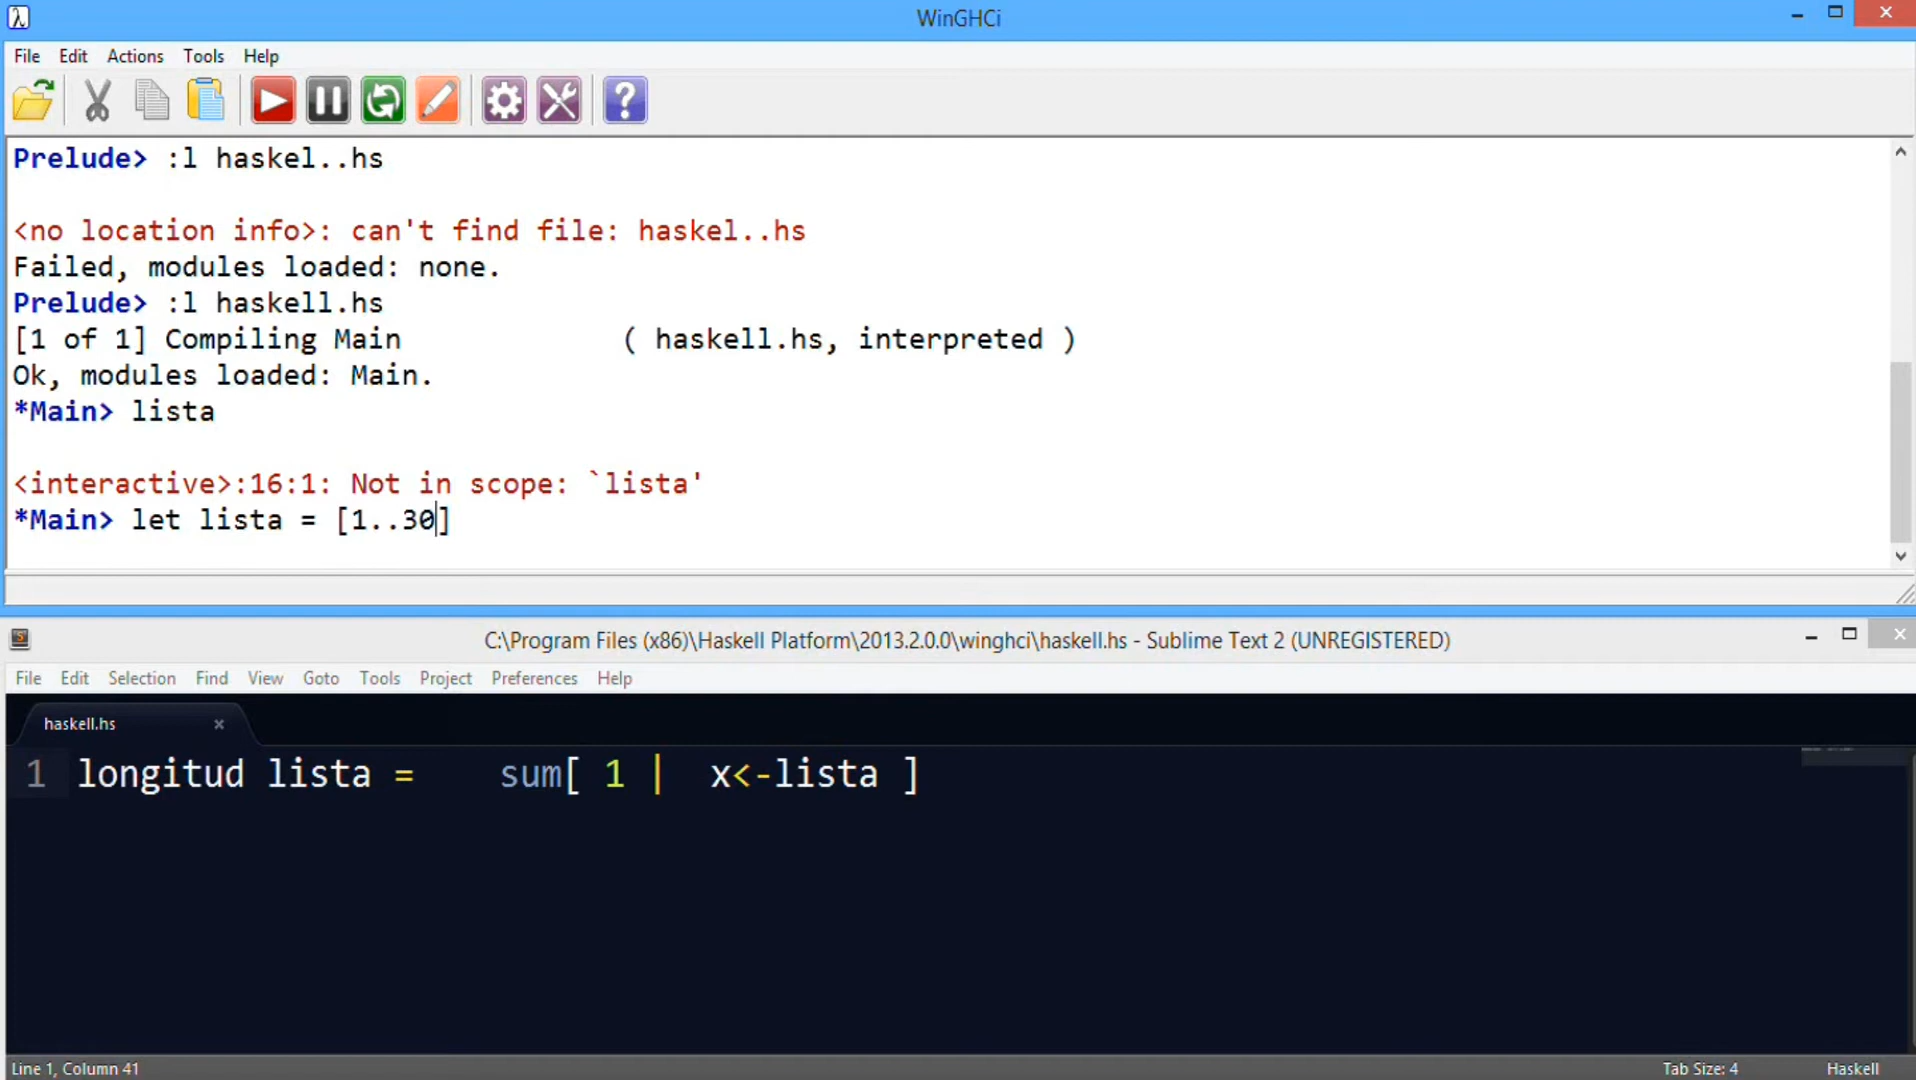 WinGHCi
File Edit Actions Tools Help
Prelude> :l haskel..hs
<no location info>: can't find file: haskel..hs
Failed, modules loaded: none.
Prelude> :l haskell.hs
[1 of 1] Compiling Main             ( haskell.hs, interpreted )
Ok, modules loaded: Main.
*Main> lista
<interactive>:16:1: Not in scope: `lista'
*Main> let lista = [1..30]
C:\Program Files (x86)\Haskell Platform\2013.2.0.0\winghci\haskell.hs - Sublime Text 2 (UNREGISTERED)
File Edit Selection Find View Goto Tools Project Preferences Help
haskell.hs
1 longitud lista =    sum[ 1 |  x<-lista ]
Line 1, Column 41 Tab Size: 4 Haskell